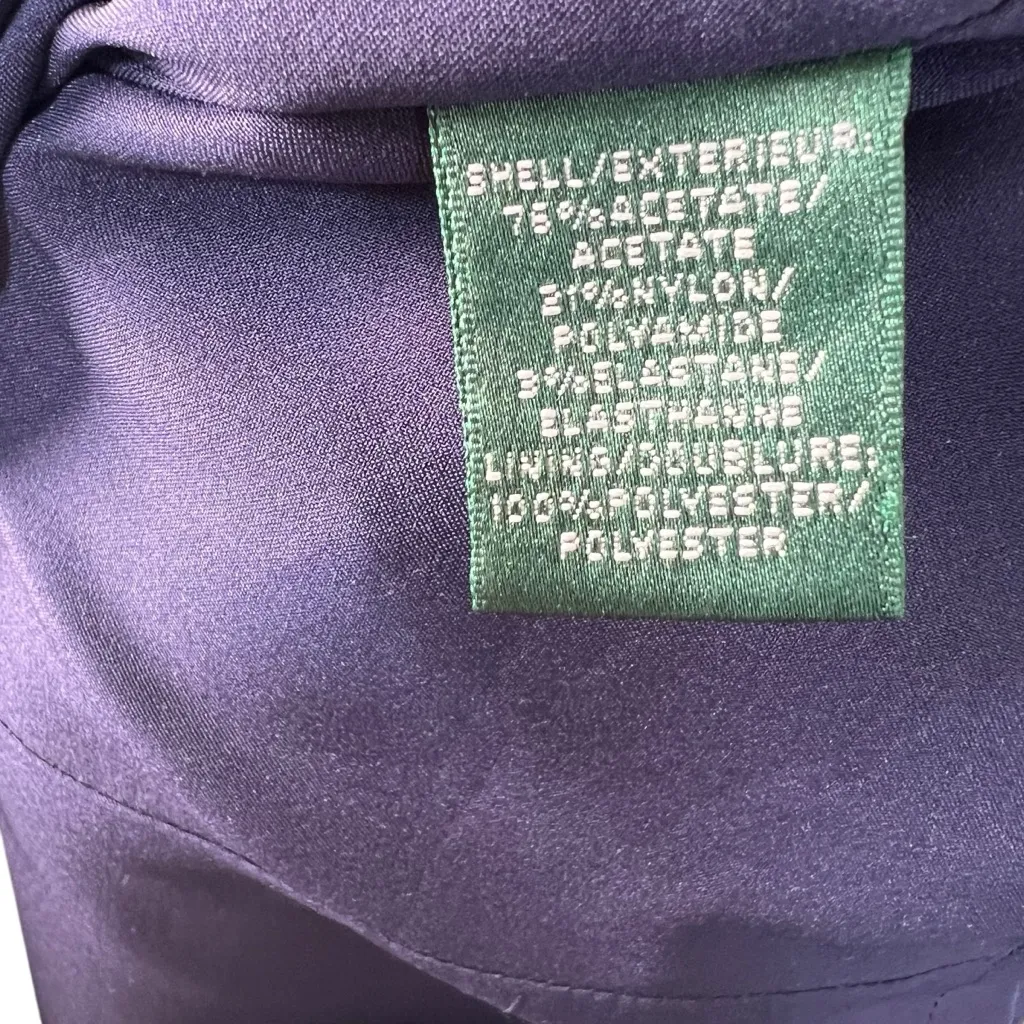 SHELL/EXTERIEUR:
76%ACETATE/
ACETATE
21%NYLON/
POLYAMIDE
3%ELASTANE/
ELASTHANNE
LINING/DOUBLURE:
100%POLYESTER/
POLYESTER